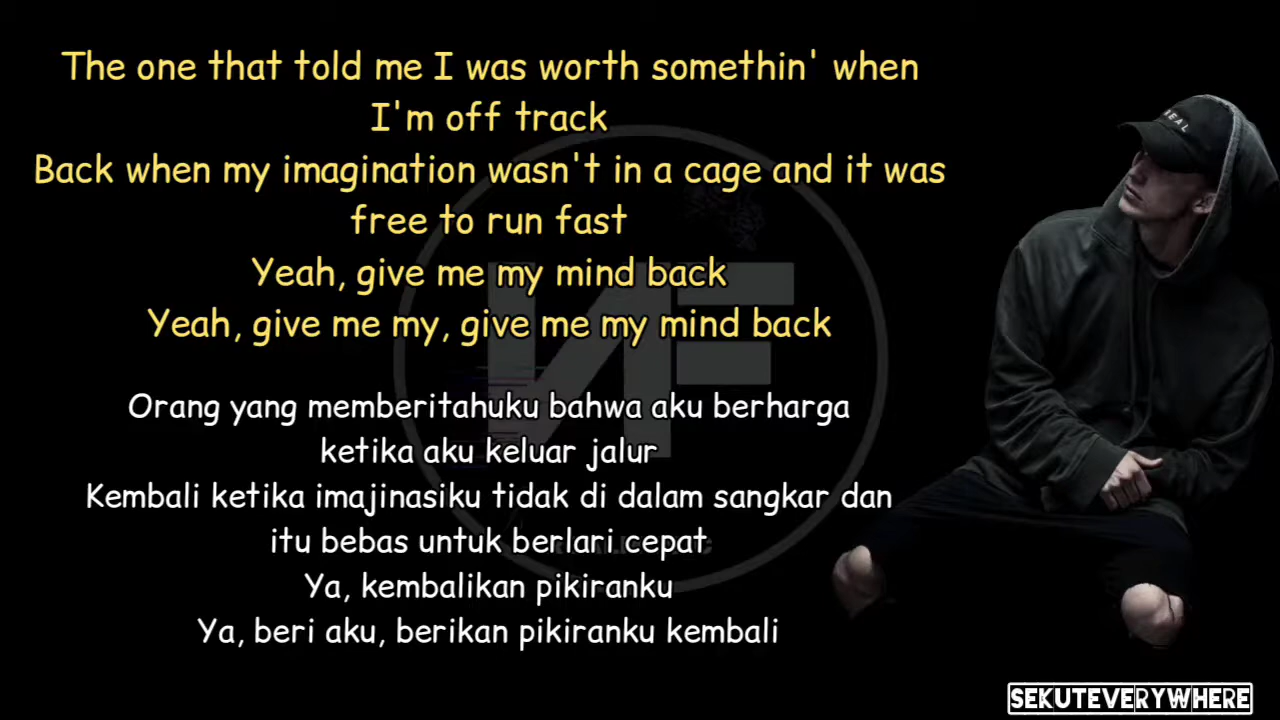 The one that told me I was worth somethin' when
I'm off track
Back when my imagination wasn't in a cage and it was
free to run fast
Yeah, give me my mind back
Yeah, give me my, give me my mind back
Orang yang memberitahuku bahwa aku berharga
ketika aku keluar jalur
Kembali ketika imajinasiku tidak di dalam sangkar dan
itu bebas untuk berlari cepat
Ya, kembalikan pikiranku
Ya, beri aku, berikan pikiranku kembali
NF
REAL
SEKUTEVERYWHERE